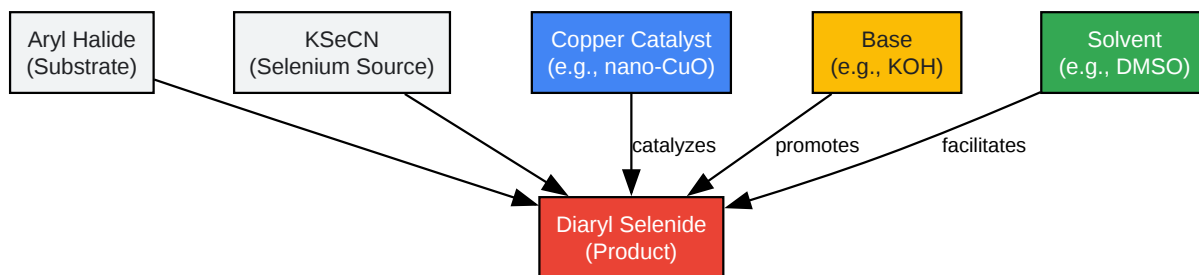 Aryl Halide
(Substrate)
KSeCN
(Selenium Source)
Copper Catalyst
(e.g., nano-CuO)
Base
(e.g., KOH)
Solvent
(e.g., DMSO)
catalyzes
promotes
facilitates
Diaryl Selenide
(Product)